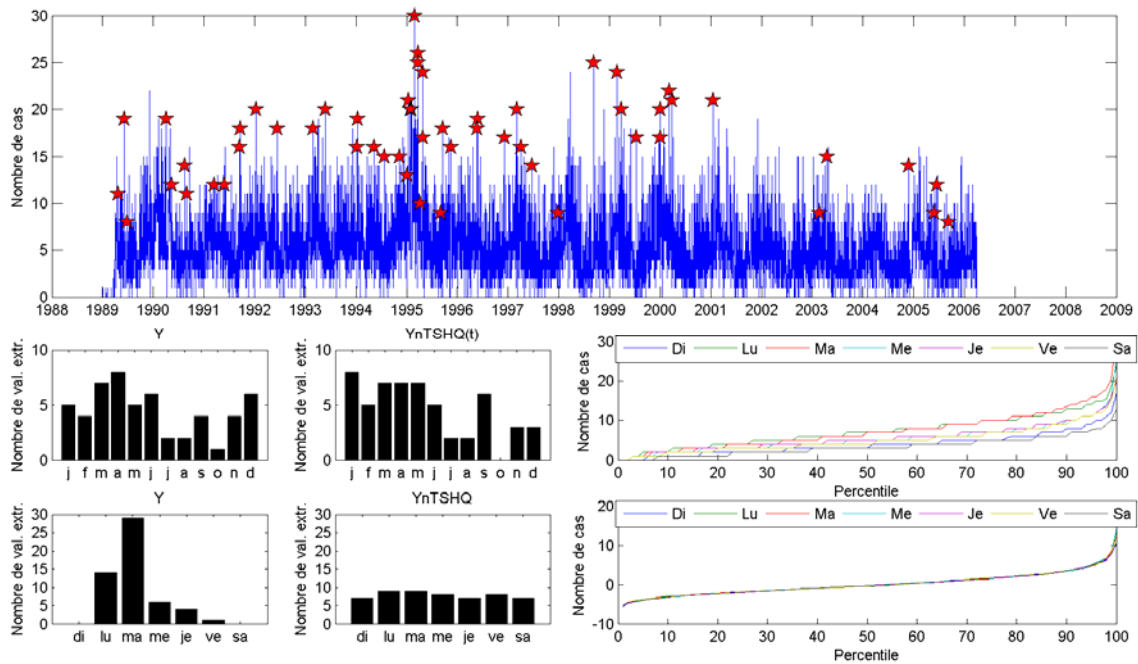 Nombre de cas
30
25
20
15
10
5
0
1988 1989 1990 1991 1992 1993 1994 1995 1996 1997 1998 1999 2000 2001 2002 2003 2004 2005 2006 2007 2008 2009
Y
Nombre de val. extr.
10
5
0
j f m a m j j a s o n d
YnTSHQ(t)
Nombre de val. extr.
10
5
0
j f m a m j j a s o n d
Nombre de cas
30
20
10
0
Di Lu Ma Me Je Ve Sa
0 10 20 30 40 50 60 70 80 90 100
Percentile
Y
Nombre de val. extr.
30
25
20
15
10
5
0
di lu ma me je ve sa
YnTSHQ
Nombre de val. extr.
30
25
20
15
10
5
0
di lu ma me je ve sa
Nombre de cas
20
10
0
-10
Di Lu Ma Me Je Ve Sa
0 10 20 30 40 50 60 70 80 90 100
Percentile